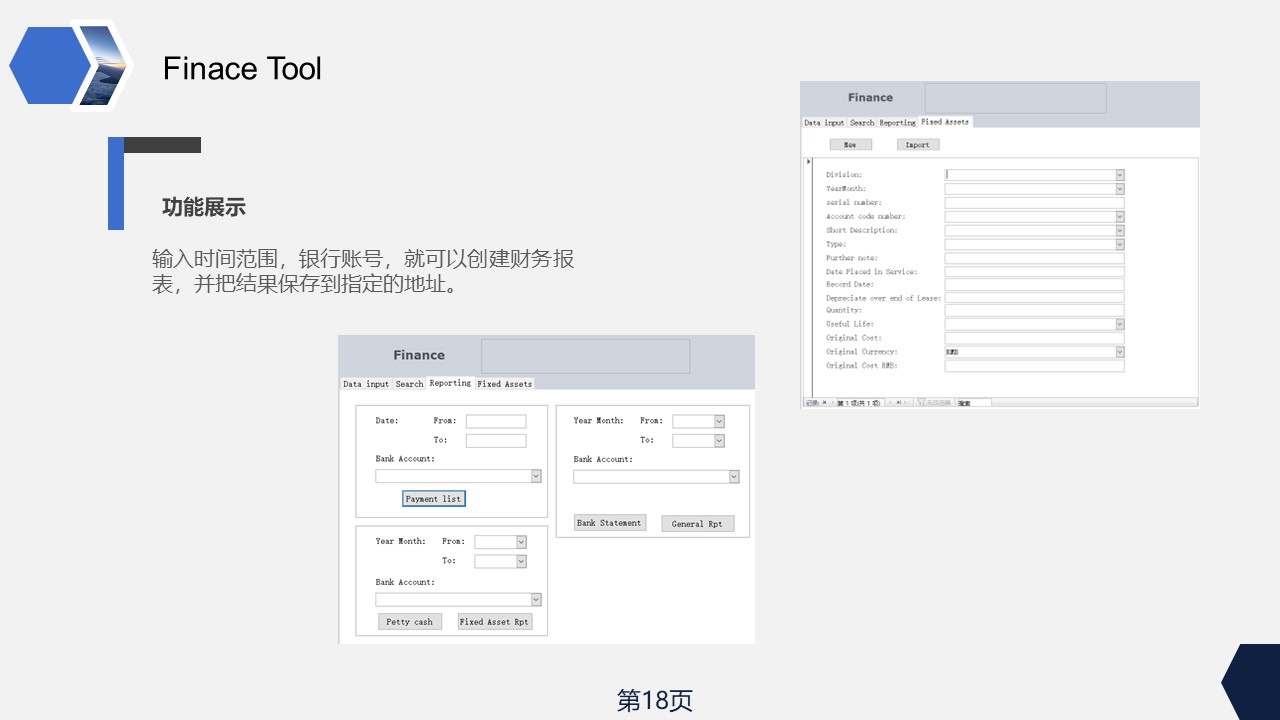 Finace Tool
功能展示
输入时间范围，银行账号，就可以创建财务报
表，并把结果保存到指定的地址。
Finance
Data input Search Reporting Fixed Assets
New Import
Division:
YearMonth:
serial number:
Account code number:
Short Description:
Type:
Further note:
Date Placed in Service:
Record Date:
Depreciate over end of Lease:
Quantity:
Useful Life:
Original Cost:
Original Currency: RMB
Original Cost RMB:
记录: 第 1 项(共 1 项) 无筛选器 搜索
Finance
Data input Search Reporting Fixed Assets
Date: From:
To:
Bank Account:
Payment list
Year Month: From:
To:
Bank Account:
Bank Statement General Rpt
Year Month: From:
To:
Bank Account:
Petty cash Fixed Asset Rpt
第18页